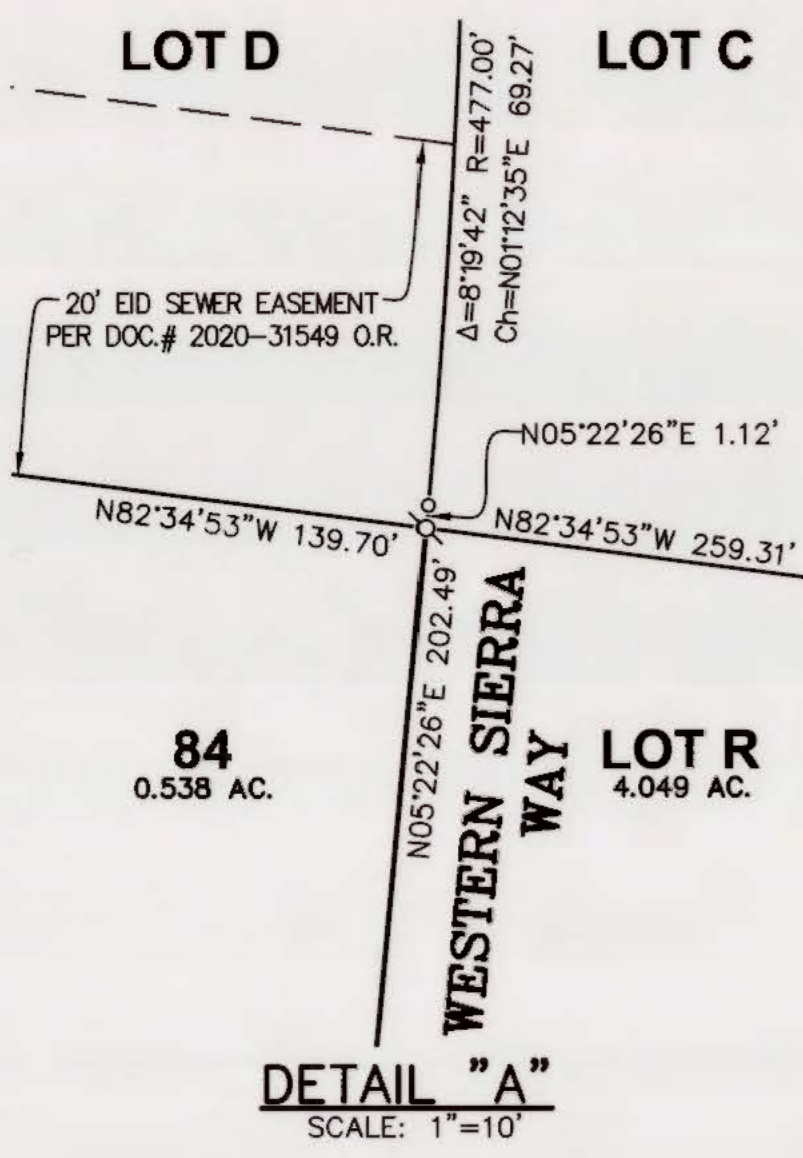 LOT D
LOT C
Δ=8°19'42" R=477.00'
Ch=N01°12'35"E 69.27'
20' EID SEWER EASEMENT
PER DOC.# 2020-31549 O.R.
N05°22'26"E 1.12'
N82°34'53"W 139.70'
N82°34'53"W 259.31'
N05°22'26"E 202.49'
WESTERN SIERRA
WAY
84
0.538 AC.
LOT R
4.049 AC.
DETAIL "A"
SCALE: 1"=10'